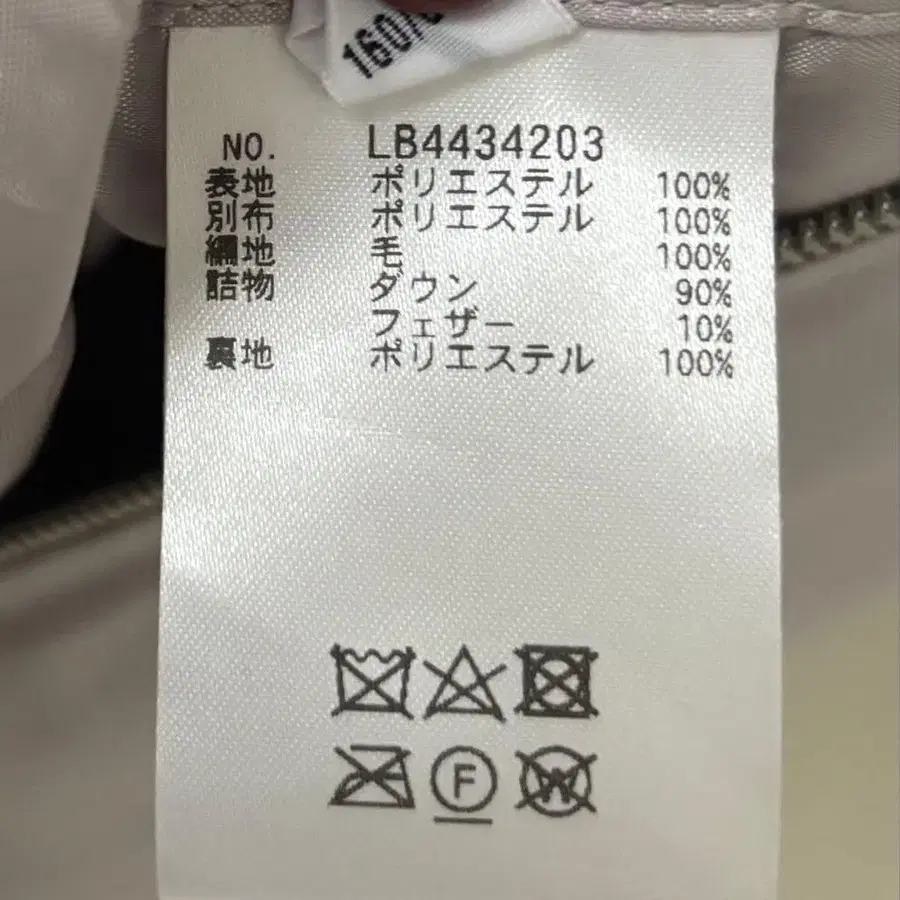 160/
NO. LB4434203
表地 ポリエステル 100%
別布 ポリエステル 100%
編地 毛 100%
詰物 ダウン 90%
フェザー 10%
裏地 ポリエステル 100%
F
W